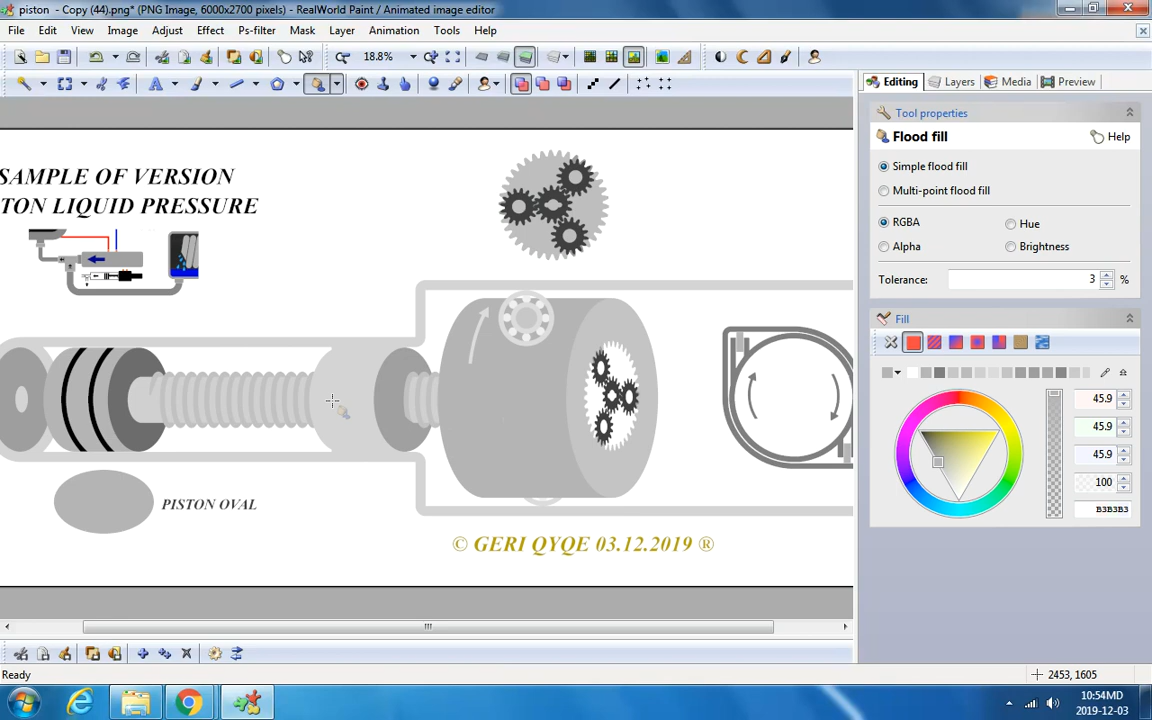 piston - Copy (44).png* (PNG Image, 6000x2700 pixels) - RealWorld Paint / Animated image editor
File Edit View Image Adjust Effect Ps-filter Mask Layer Animation Tools Help
18.8%
Editing Layers Media Preview
Tool properties
Flood fill Help
Simple flood fill
Multi-point flood fill
RGBA Hue
Alpha Brightness
Tolerance: 3 %
Fill
45.9
45.9
45.9
100
B3B3B3
SAMPLE OF VERSION
TON LIQUID PRESSURE
PISTON OVAL
© GERI QYQE 03.12.2019 ®
Ready
2453, 1605
10:54MD
2019-12-03